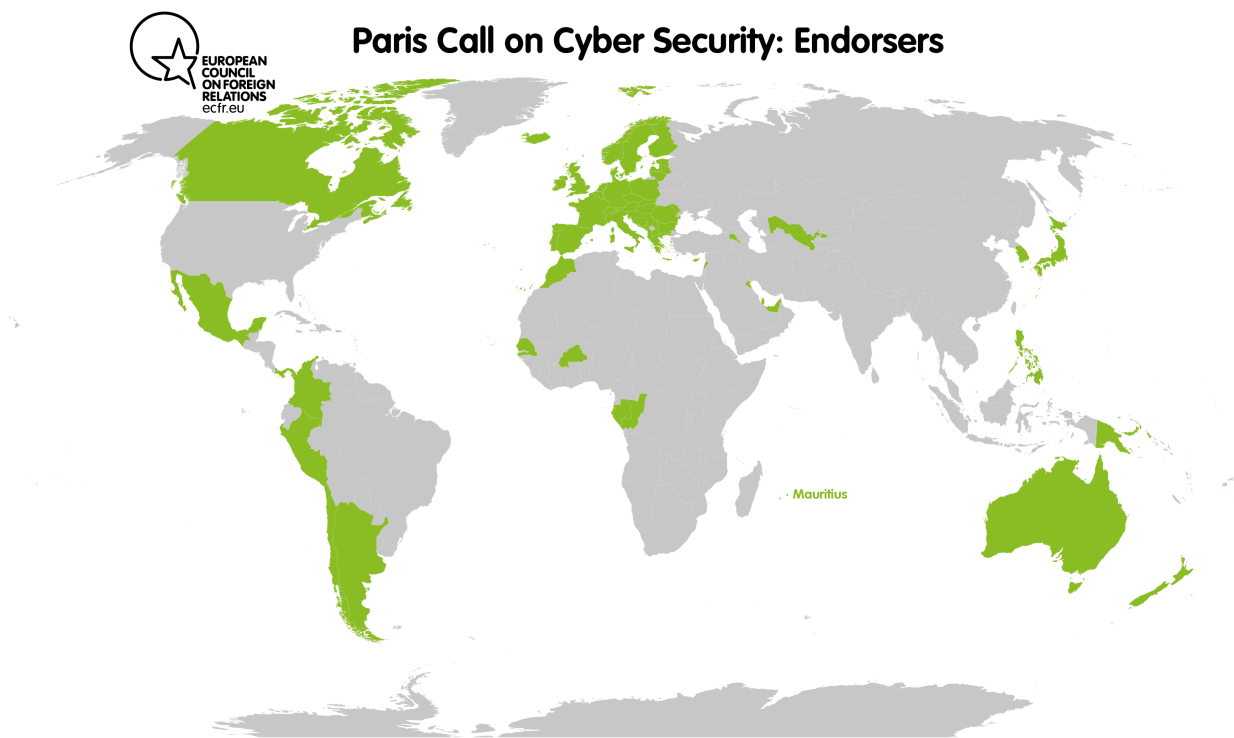 Paris Call on Cyber Security: Endorsers
EUROPEAN
COUNCIL
ON FOREIGN
RELATIONS
ecfr.eu
Mauritius